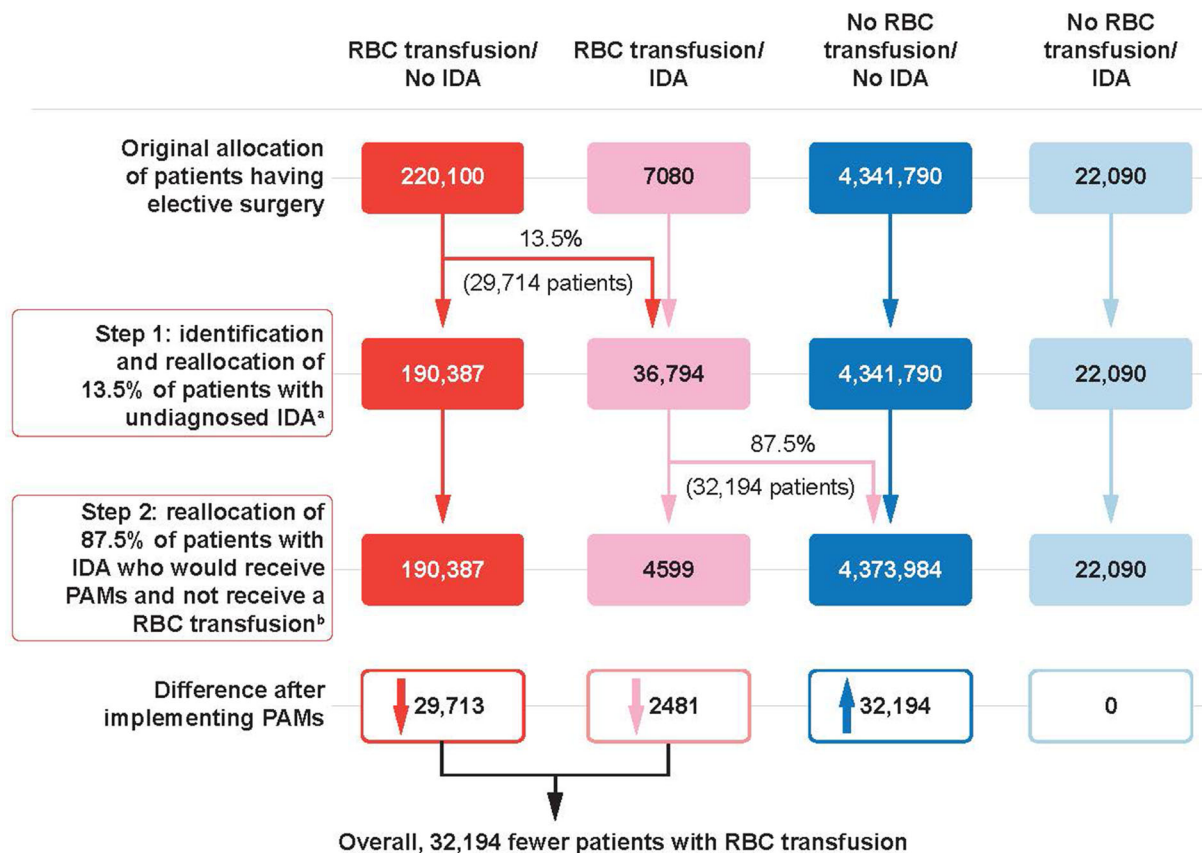 RBC transfusion/
No IDA
RBC transfusion/
IDA
No RBC
transfusion/
No IDA
No RBC
transfusion/
IDA
Original allocation
of patients having
elective surgery
220,100
7080
4,341,790
22,090
13.5%
(29,714 patients)
Step 1: identification
and reallocation of
13.5% of patients with
undiagnosed IDAᵃ
190,387
36,794
4,341,790
22,090
87.5%
(32,194 patients)
Step 2: reallocation of
87.5% of patients with
IDA who would receive
PAMs and not receive a
RBC transfusionᵇ
190,387
4599
4,373,984
22,090
Difference after
implementing PAMs
29,713
2481
32,194
0
Overall, 32,194 fewer patients with RBC transfusion